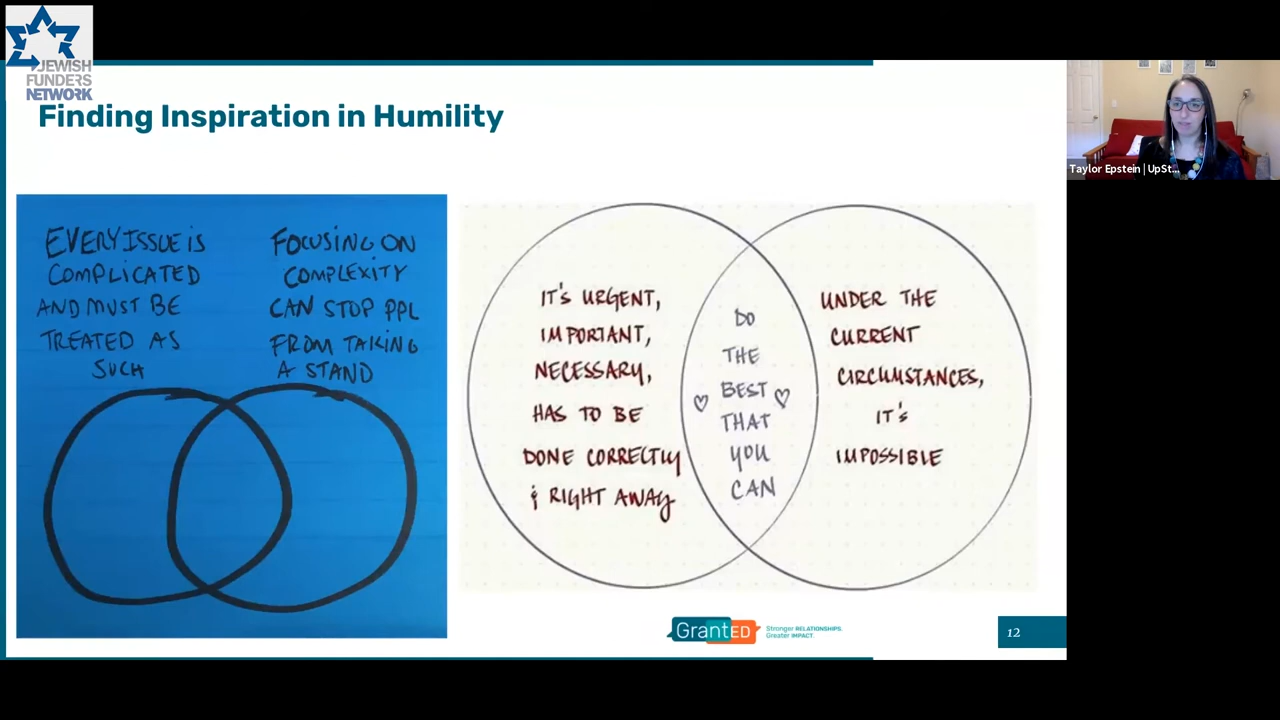 JEWISH
FUNDERS
NETWORK
Finding Inspiration in Humility
EVERY ISSUE IS
COMPLICATED
AND MUST BE
TREATED AS
SUCH
FOCUSING ON
COMPLEXITY
CAN STOP PPL
FROM TAKING
A STAND
IT'S URGENT,
IMPORTANT,
NECESSARY,
HAS TO BE
DONE CORRECTLY
& RIGHT AWAY
DO
THE
BEST
THAT
YOU
CAN
UNDER THE
CURRENT
CIRCUMSTANCES,
IT'S
IMPOSSIBLE
GrantED
Stronger RELATIONSHIPS.
Greater IMPACT.
12
Taylor Epstein | UpSt...